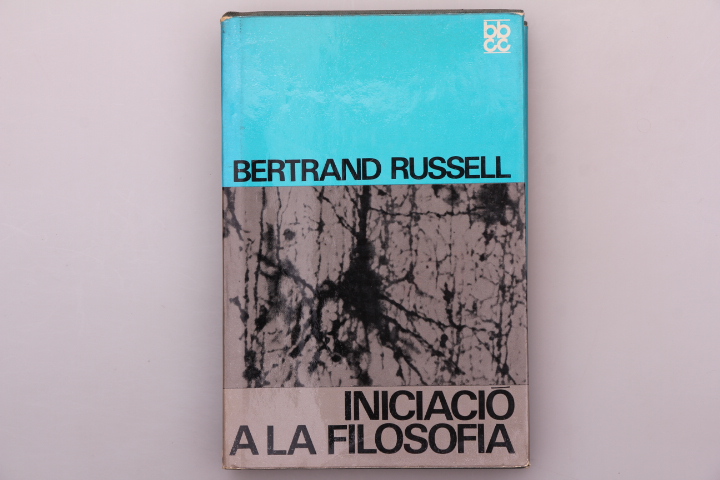 bb
cc
BERTRAND RUSSELL
INICIACIÓ
A LA FILOSOFIA